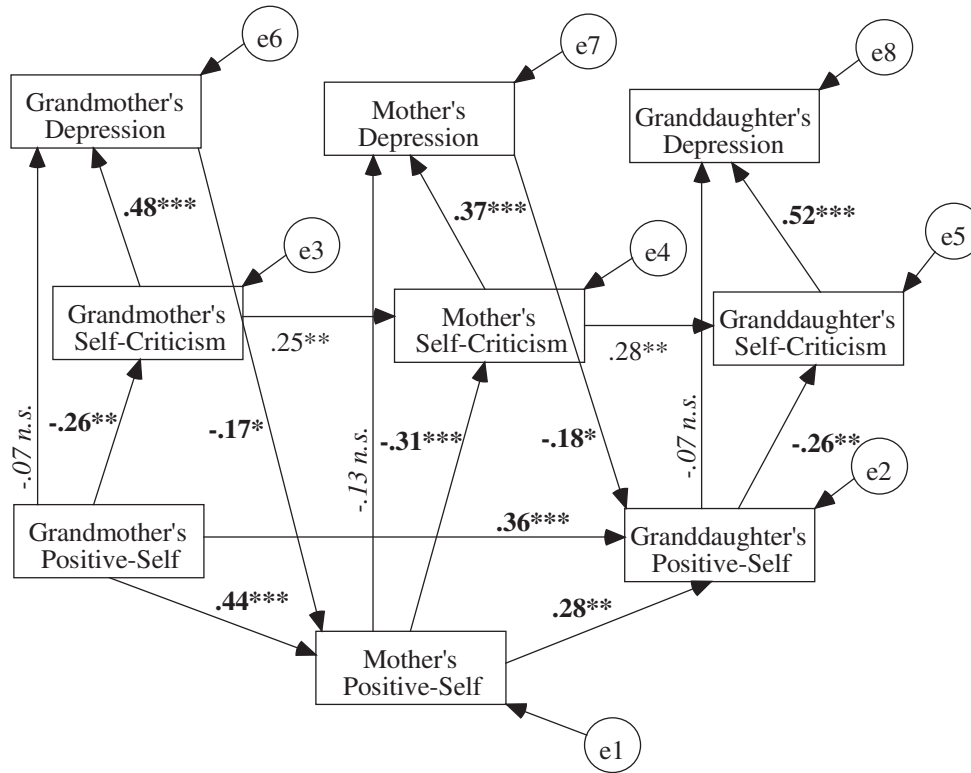 e6
e7
e8
Grandmother's
Depression
Mother's
Depression
Granddaughter's
Depression
.48***
.37***
.52***
e3
e4
e5
Grandmother's
Self-Criticism
Mother's
Self-Criticism
Granddaughter's
Self-Criticism
.25**
.28**
-.07 n.s.
-.26**
-.17*
-.13 n.s.
-.31***
-.18*
-.07 n.s.
-.26**
e2
Grandmother's
Positive-Self
.36***
Granddaughter's
Positive-Self
.44***
.28**
Mother's
Positive-Self
e1